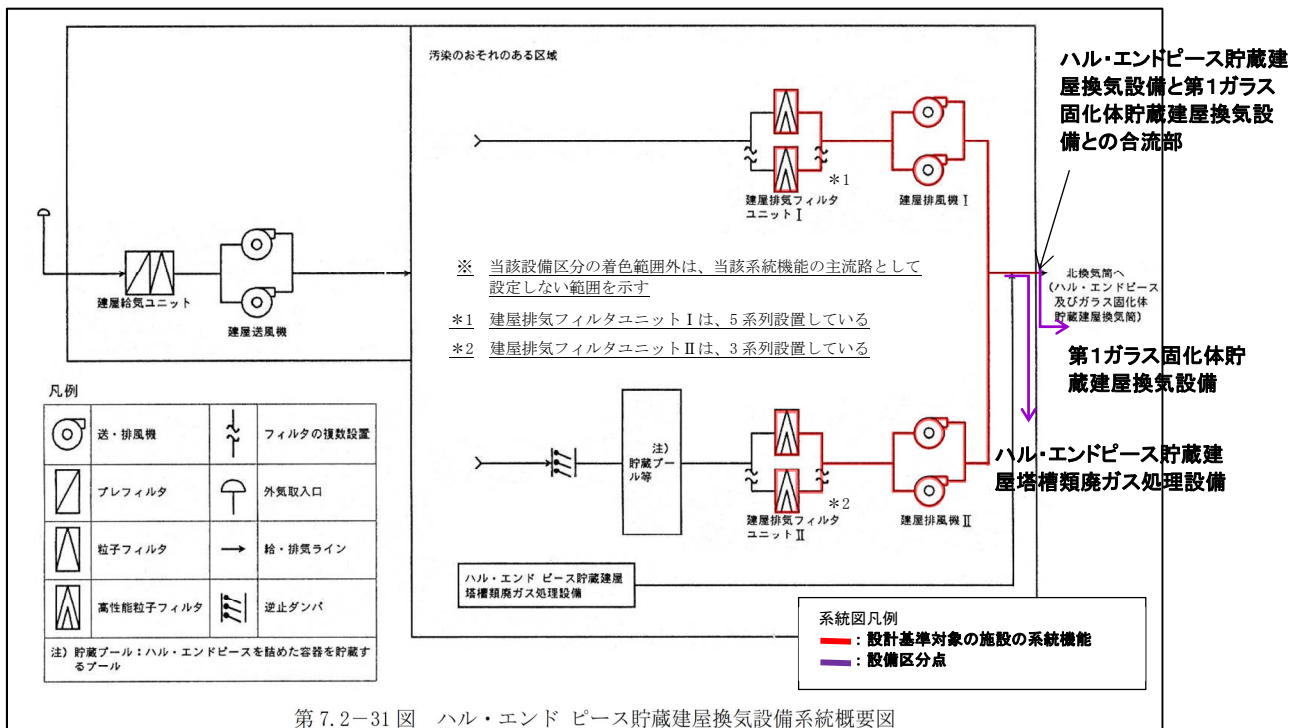 汚染のおそれのある区域
ハル・エンドピース貯蔵建
屋換気設備と第1ガラス
固化体貯蔵建屋換気設
備との合流部
＊1
建屋排気フィルタ
ユニットⅠ
建屋排風機Ⅰ
建屋給気ユニット
建屋送風機
※ 当該設備区分の着色範囲外は、当該系統機能の主流路として
設定しない範囲を示す
＊1 建屋排気フィルタユニットⅠは、5系列設置している
＊2 建屋排気フィルタユニットⅡは、3系列設置している
北換気筒へ
(ハル・エンドピース
及びガラス固化体
貯蔵建屋換気筒)
第1ガラス固化体貯
蔵建屋換気設備
注)
貯蔵プー
ル等
＊2
建屋排気フィルタ
ユニットⅡ
建屋排風機Ⅱ
ハル・エンドピース貯蔵建
屋塔槽類廃ガス処理設備
ハル・エンド ピース貯蔵建屋
塔槽類廃ガス処理設備
凡例
送・排風機
フィルタの複数設置
プレフィルタ
外気取入口
粒子フィルタ
給・排気ライン
高性能粒子フィルタ
逆止ダンパ
注) 貯蔵プール：ハル・エンドピースを詰めた容器を貯蔵す
るプール
系統図凡例
：設計基準対象の施設の系統機能
：設備区分点
第7.2－31図 ハル・エンド ピース貯蔵建屋換気設備系統概要図